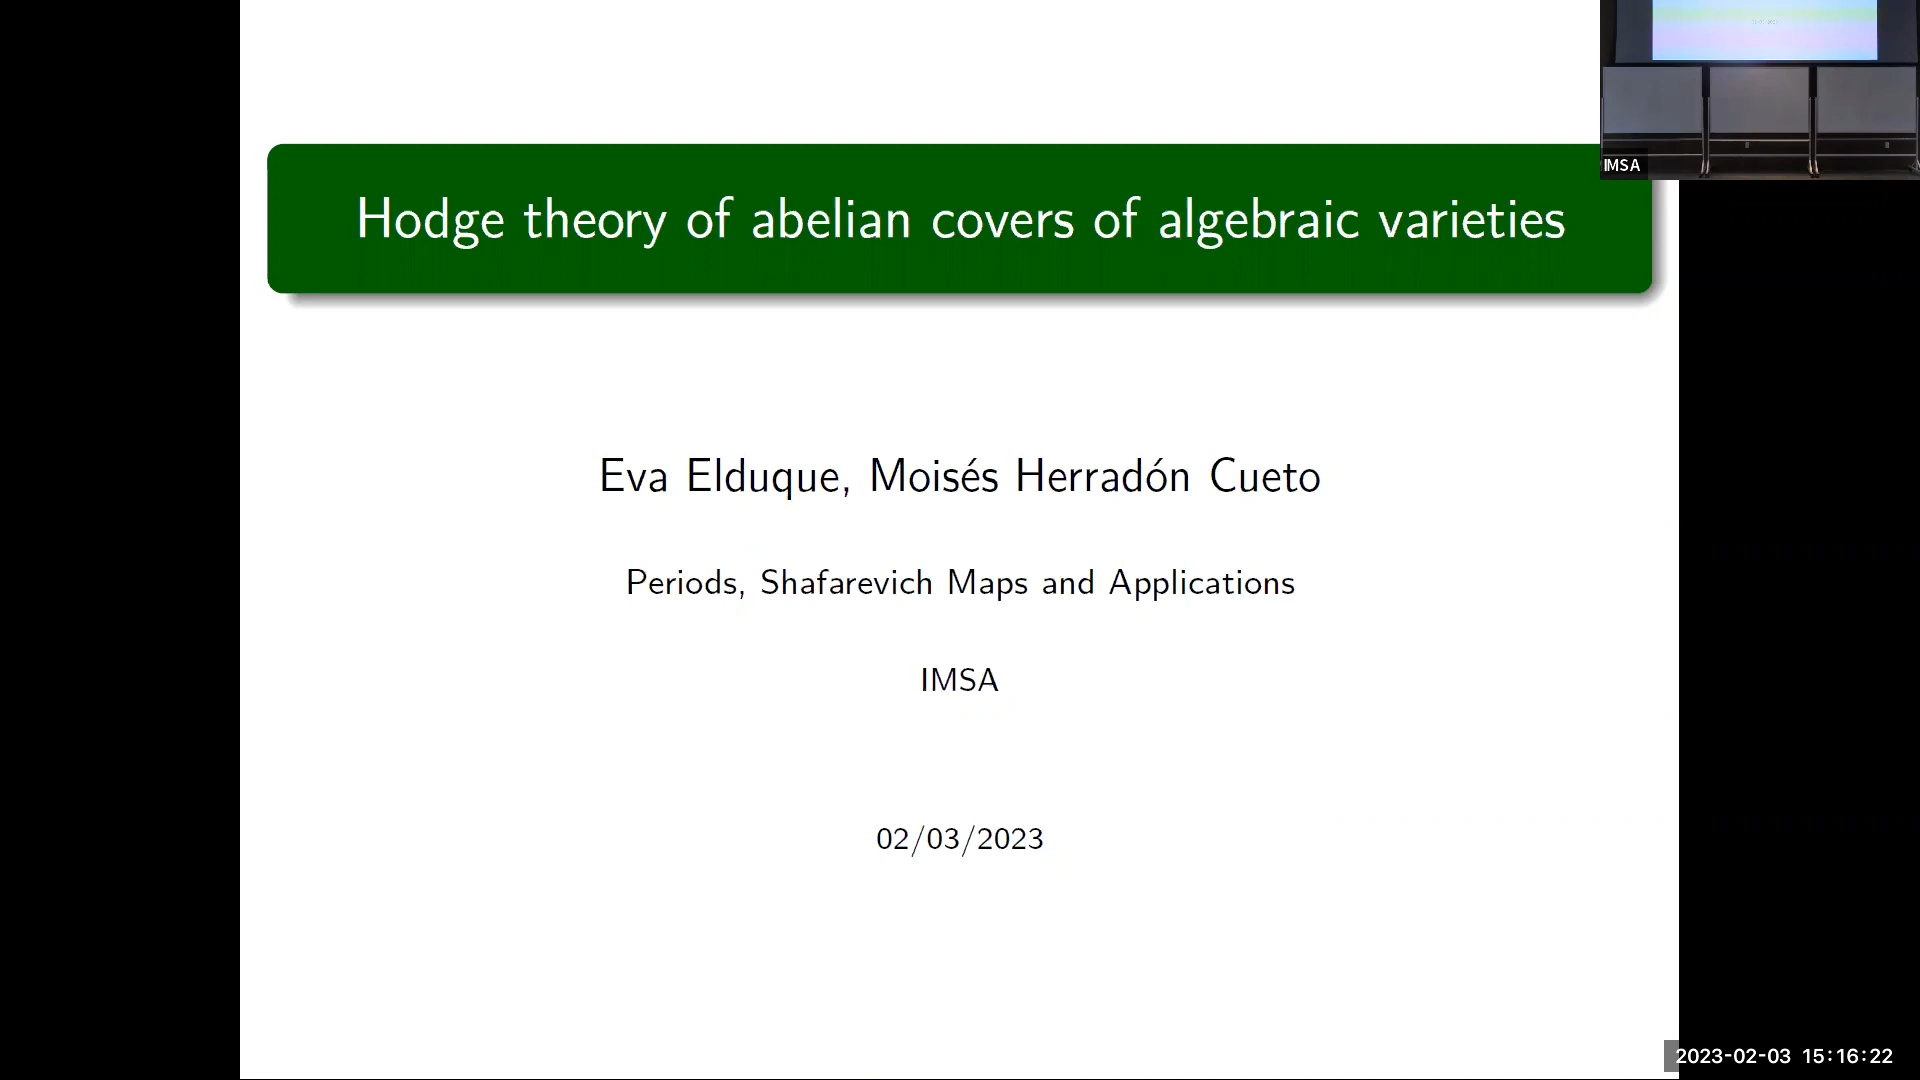 Hodge theory of abelian covers of algebraic varieties
IMSA
Eva Elduque, Moisés Herradón Cueto
Periods, Shafarevich Maps and Applications
IMSA
02/03/2023
2023-02-03 15:16:22